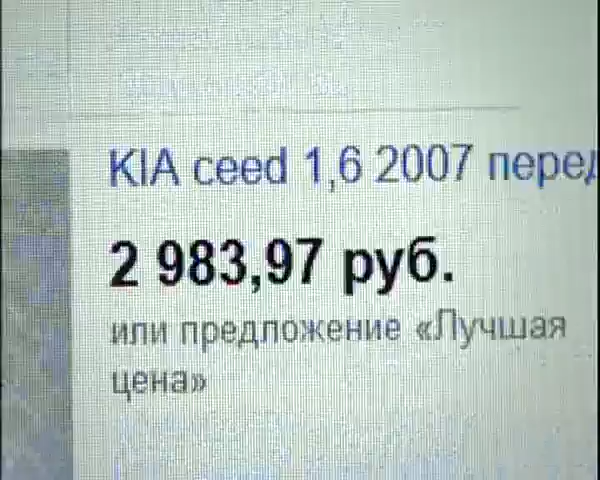 KIA ceed 1,6 2007
2 983,97 руб.
или предложение «Лучшая
цена»